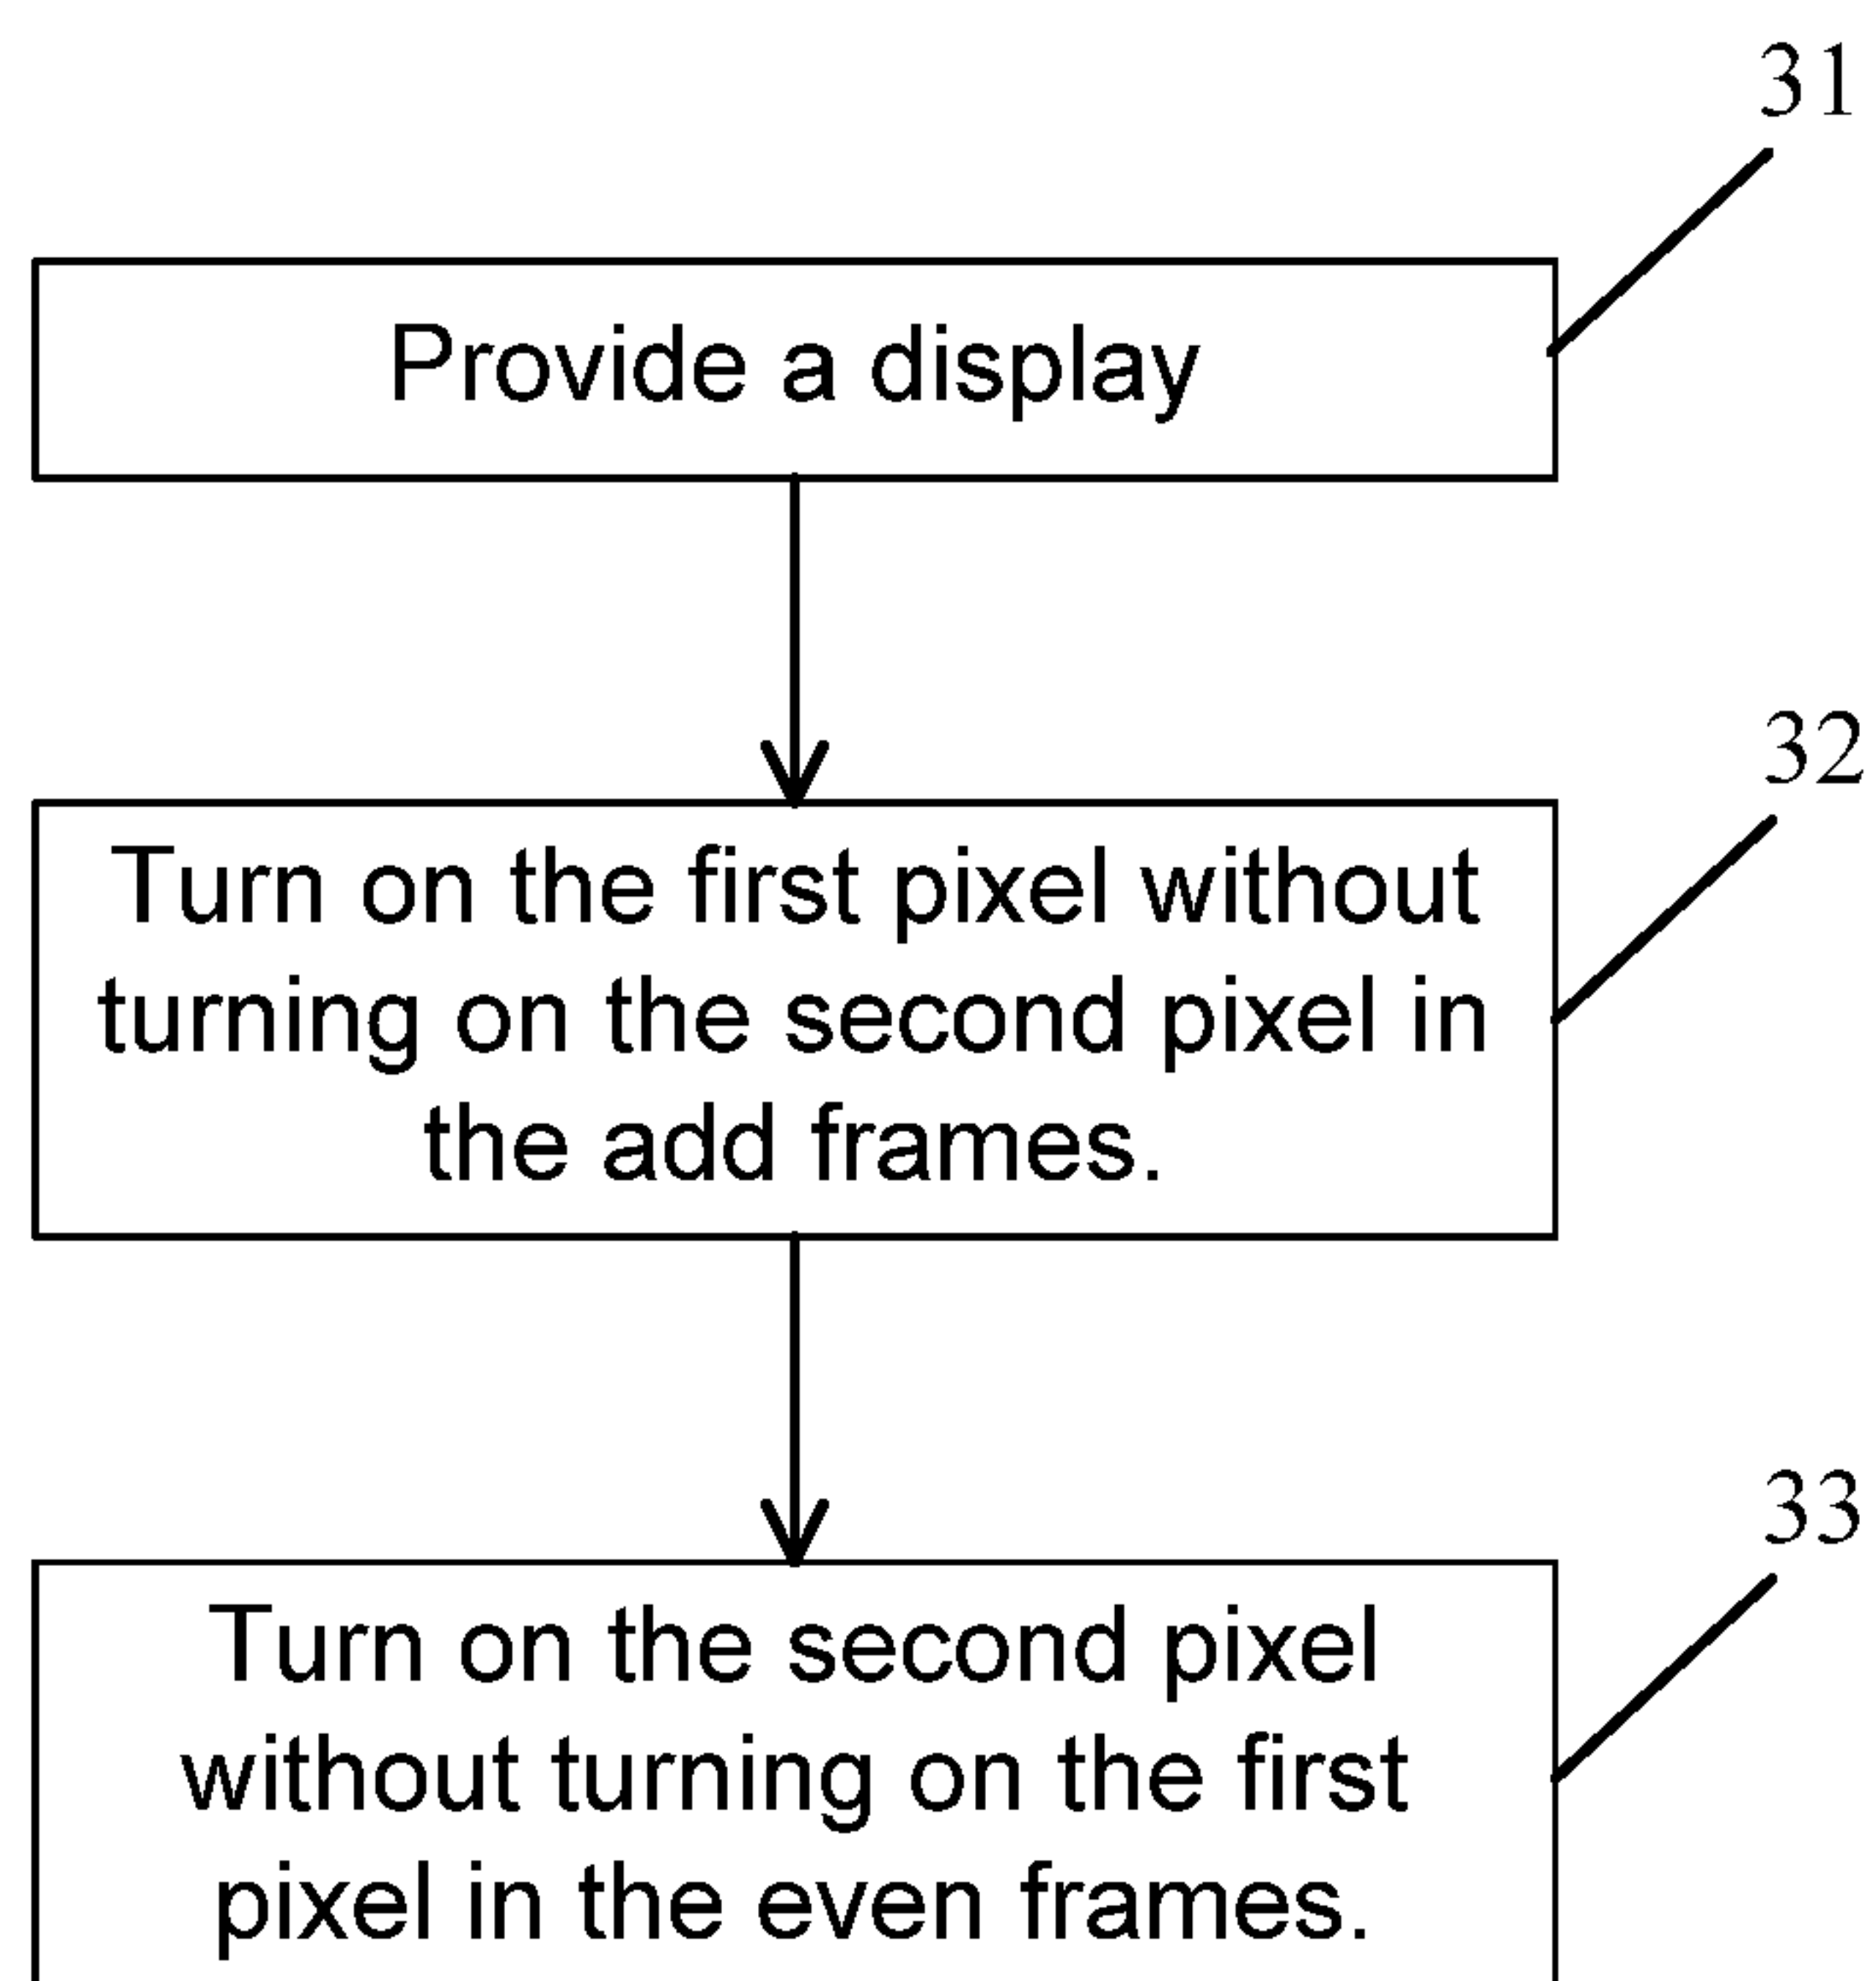 31
Provide a display
32
Turn on the first pixel without
turning on the second pixel in
the add frames.
33
Turn on the second pixel
without turning on the first
pixel in the even frames.